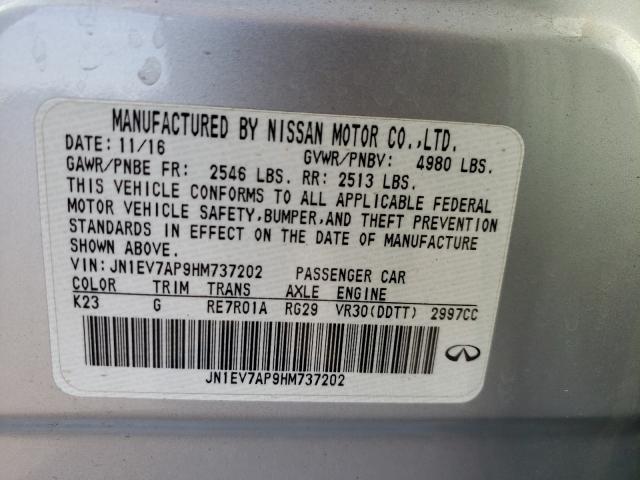 MANUFACTURED BY NISSAN MOTOR CO.,LTD.
DATE: 11/16 GVWR/PNBV: 4980 LBS.
GAWR/PNBE FR: 2546 LBS. RR: 2513 LBS.
THIS VEHICLE CONFORMS TO ALL APPLICABLE FEDERAL
MOTOR VEHICLE SAFETY,BUMPER,AND THEFT PREVENTION
STANDARDS IN EFFECT ON THE DATE OF MANUFACTURE
SHOWN ABOVE.
VIN: JN1EV7AP9HM737202 PASSENGER CAR
COLOR TRIM TRANS AXLE ENGINE
K23 G RE7R01A RG29 VR30(DDTT) 2997CC
JN1EV7AP9HM737202